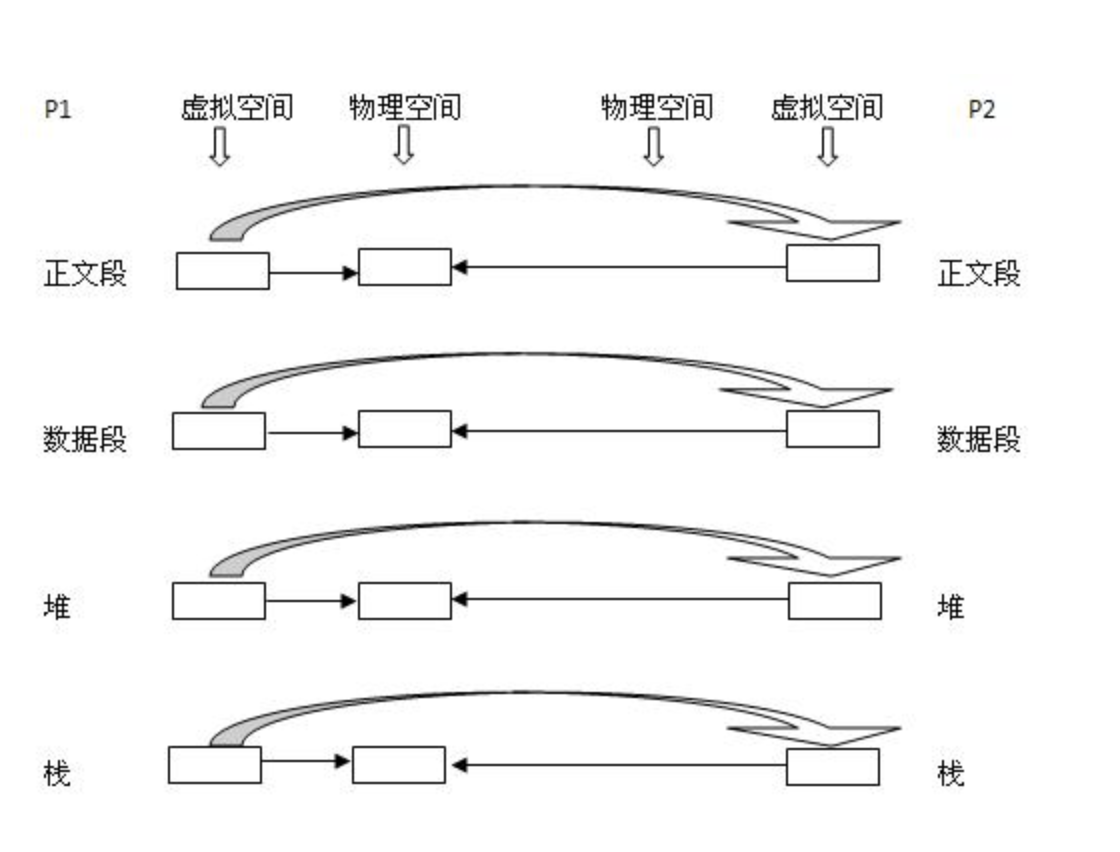 P1 虚拟空间 物理空间 物理空间 虚拟空间 P2
正文段 正文段
数据段 数据段
堆 堆
栈 栈